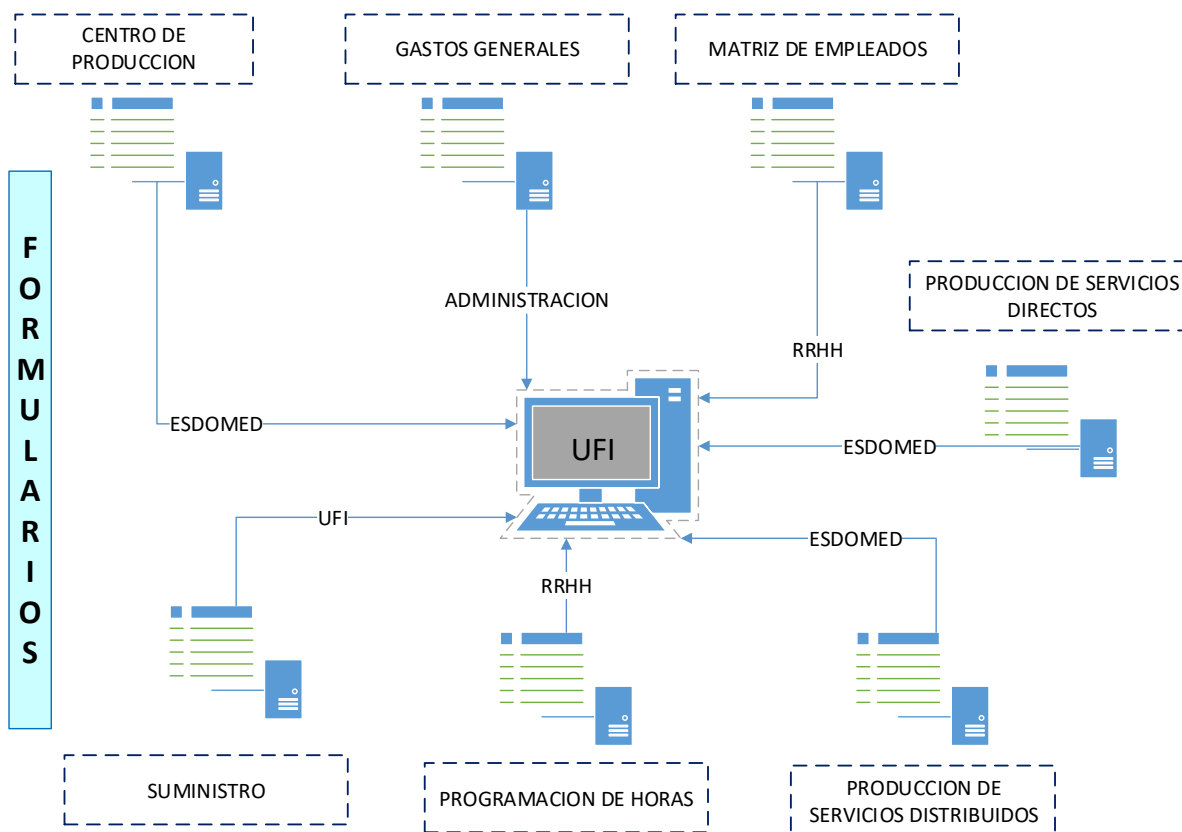 CENTRO DE
PRODUCCION
GASTOS GENERALES
MATRIZ DE EMPLEADOS
FORMULARIOS
PRODUCCION DE SERVICIOS
DIRECTOS
ADMINISTRACION
RRHH
ESDOMED
UFI
ESDOMED
UFI
ESDOMED
RRHH
SUMINISTRO
PROGRAMACION DE HORAS
PRODUCCION DE
SERVICIOS DISTRIBUIDOS